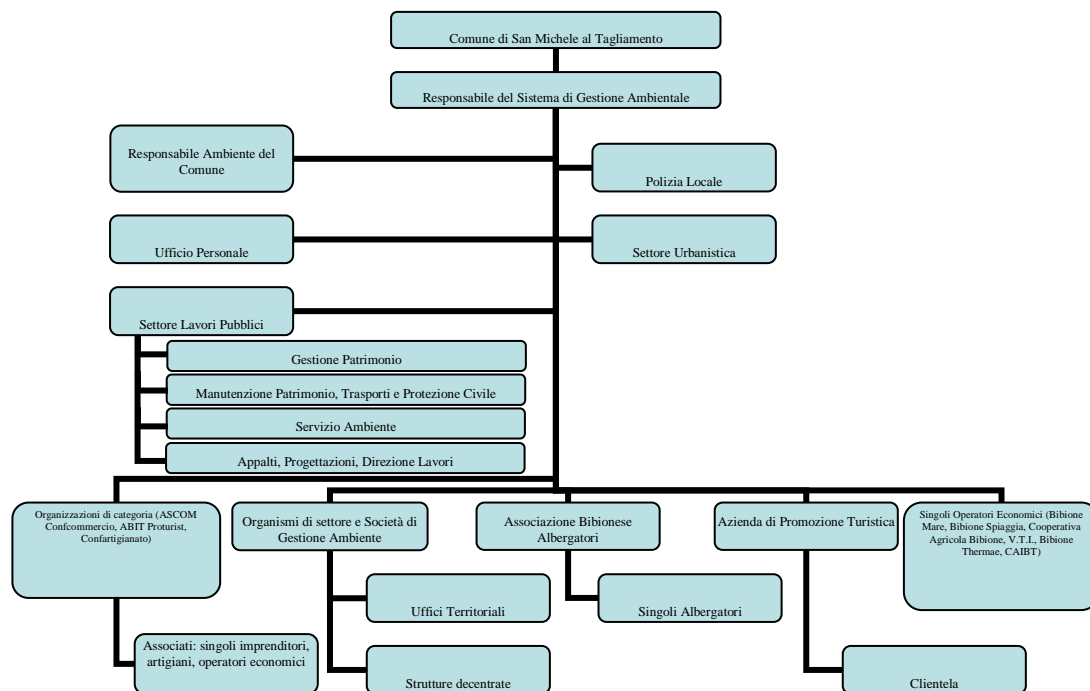 Comune di San Michele al Tagliamento
Responsabile del Sistema di Gestione Ambientale
Responsabile Ambiente del
Comune
Polizia Locale
Ufficio Personale
Settore Urbanistica
Settore Lavori Pubblici
Gestione Patrimonio
Manutenzione Patrimonio, Trasporti e Protezione Civile
Servizio Ambiente
Appalti, Progettazioni, Direzione Lavori
Organizzazioni di categoria (ASCOM
Confcommercio, ABIT Proturist,
Confartigianato)
Organismi di settore e Società di
Gestione Ambiente
Associazione Bibionese
Albergatori
Azienda di Promozione Turistica
Singoli Operatori Economici (Bibione
Mare, Bibione Spiaggia, Cooperativa
Agricola Bibione, V.T.I., Bibione
Thermae, CAIBT)
Uffici Territoriali
Singoli Albergatori
Associati: singoli imprenditori,
artigiani, operatori economici
Strutture decentrate
Clientela